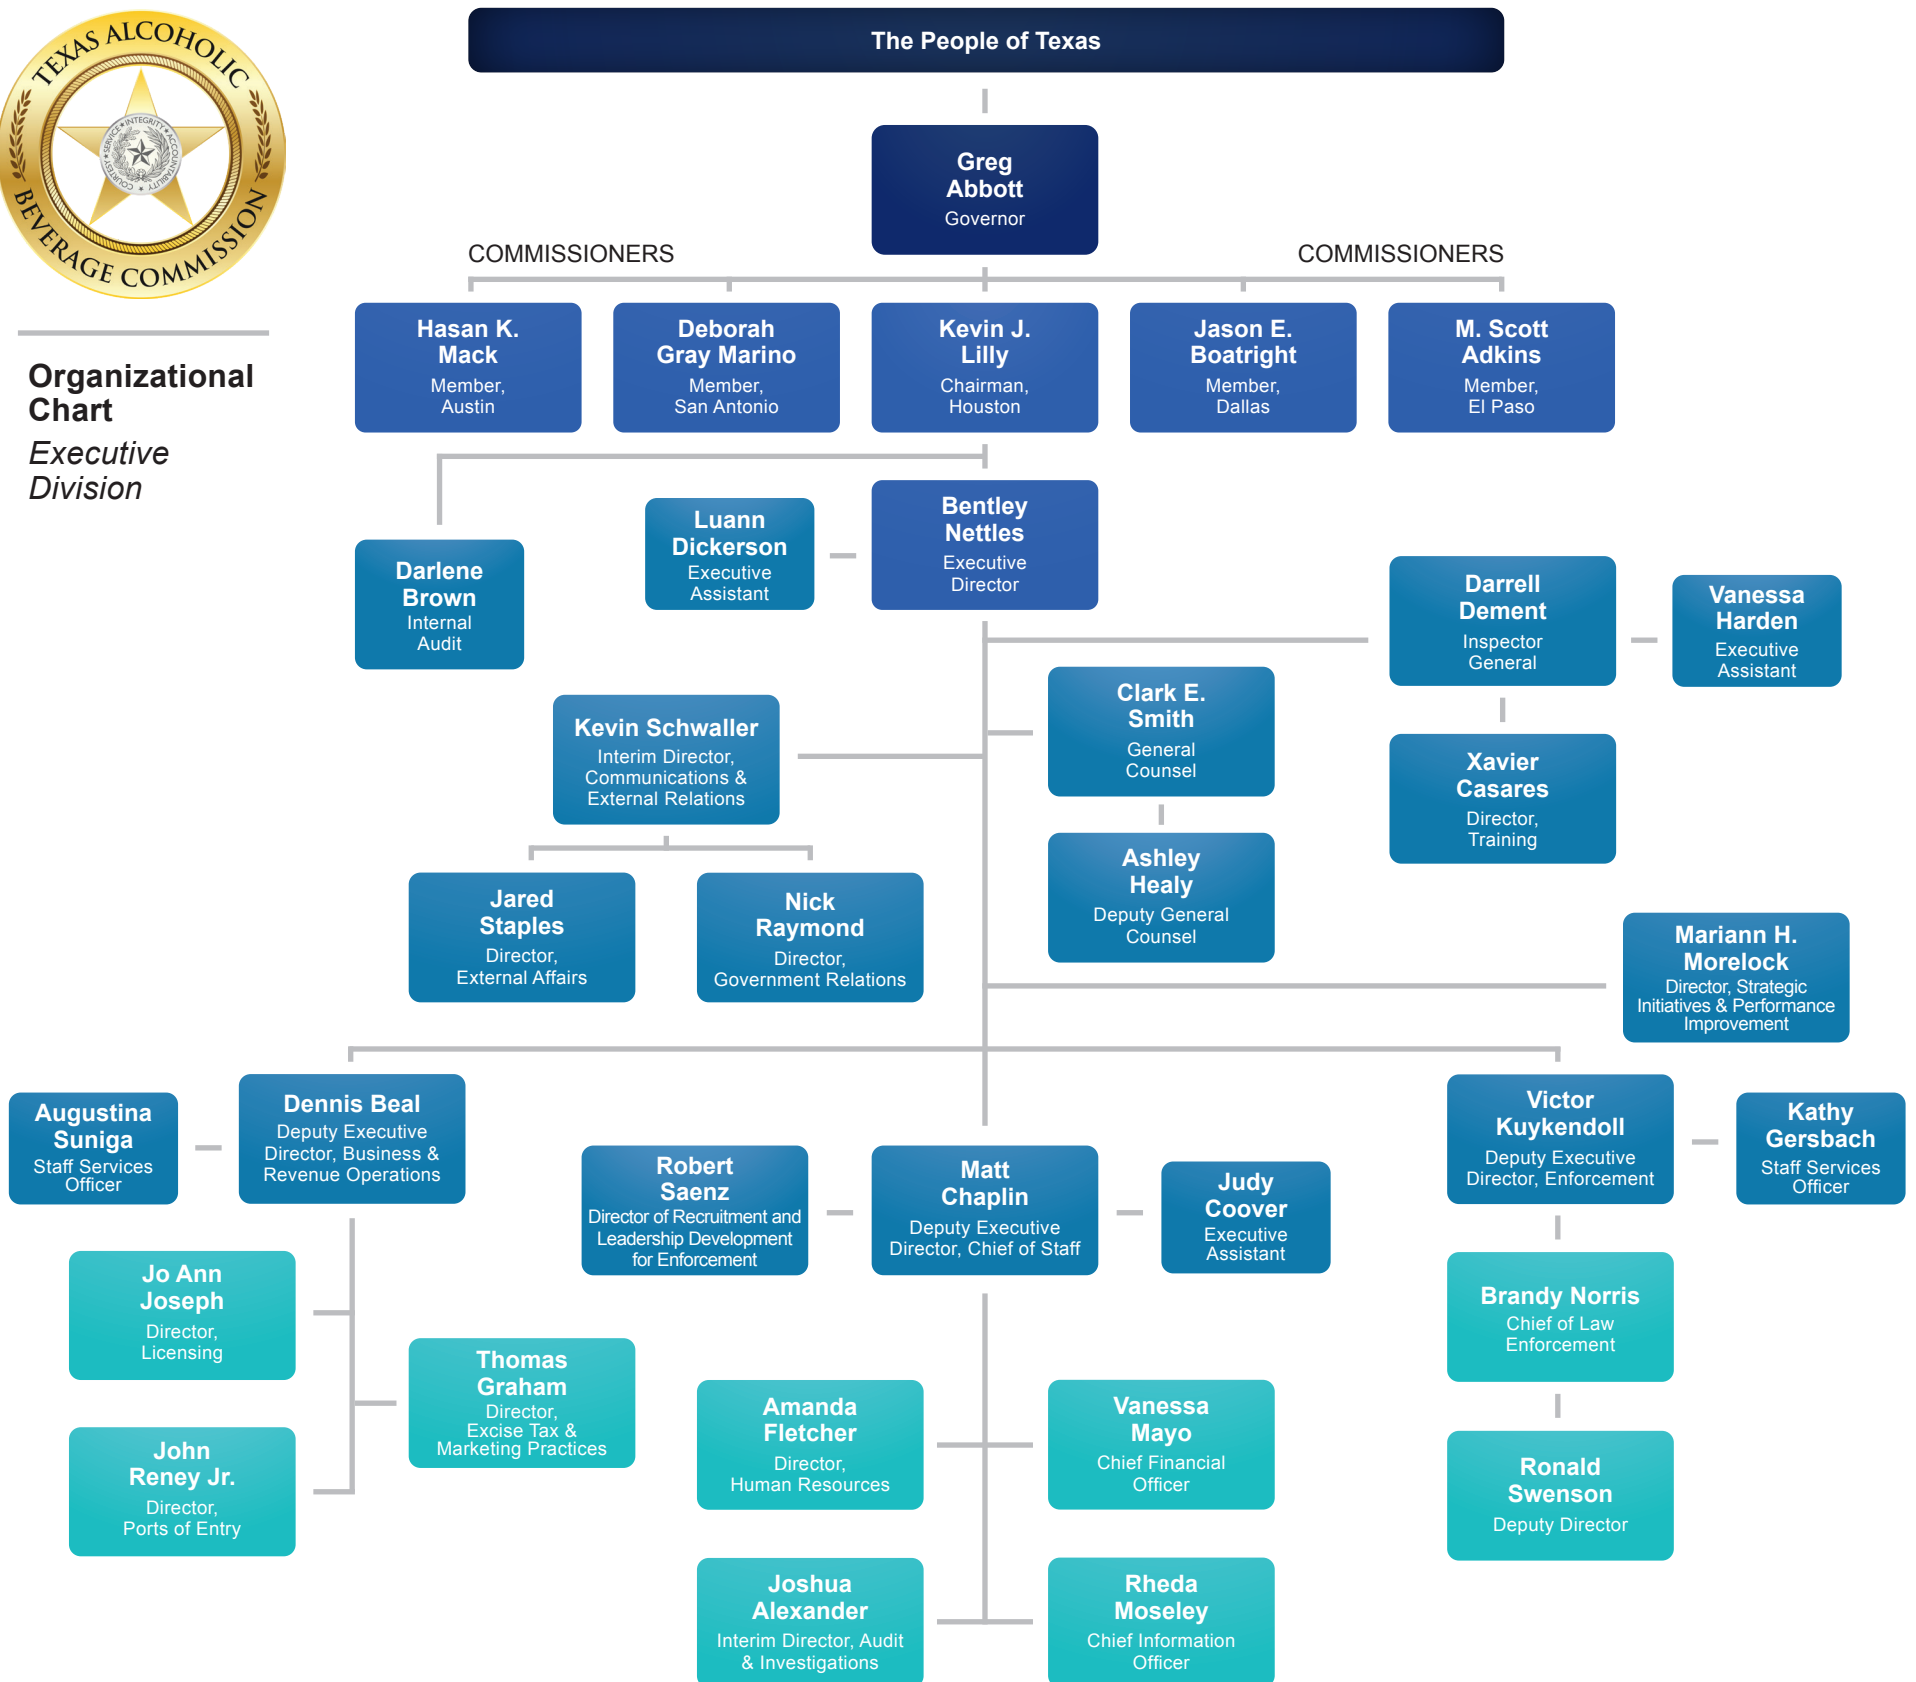 TEXAS ALCOHOLIC
BEVERAGE COMMISSION
SERVICE★INTEGRITY★ACCOUNTABILITY★COURTESY★
Organizational
Chart
Executive
Division
The People of Texas
Greg
Abbott
Governor
COMMISSIONERS
COMMISSIONERS
Hasan K.
Mack
Member,
Austin
Deborah
Gray Marino
Member,
San Antonio
Kevin J.
Lilly
Chairman,
Houston
Jason E.
Boatright
Member,
Dallas
M. Scott
Adkins
Member,
El Paso
Darlene
Brown
Internal
Audit
Luann
Dickerson
Executive
Assistant
Bentley
Nettles
Executive
Director
Darrell
Dement
Inspector
General
Vanessa
Harden
Executive
Assistant
Kevin Schwaller
Interim Director,
Communications &
External Relations
Clark E.
Smith
General
Counsel
Xavier
Casares
Director,
Training
Jared
Staples
Director,
External Affairs
Nick
Raymond
Director,
Government Relations
Ashley
Healy
Deputy General
Counsel
Mariann H.
Morelock
Director, Strategic
Initiatives & Performance
Improvement
Augustina
Suniga
Staff Services
Officer
Dennis Beal
Deputy Executive
Director, Business &
Revenue Operations
Robert
Saenz
Director of Recruitment and
Leadership Development
for Enforcement
Matt
Chaplin
Deputy Executive
Director, Chief of Staff
Judy
Coover
Executive
Assistant
Victor
Kuykendoll
Deputy Executive
Director, Enforcement
Kathy
Gersbach
Staff Services
Officer
Jo Ann
Joseph
Director,
Licensing
Thomas
Graham
Director,
Excise Tax &
Marketing Practices
John
Reney Jr.
Director,
Ports of Entry
Amanda
Fletcher
Director,
Human Resources
Vanessa
Mayo
Chief Financial
Officer
Joshua
Alexander
Interim Director, Audit
& Investigations
Rheda
Moseley
Chief Information
Officer
Brandy Norris
Chief of Law
Enforcement
Ronald
Swenson
Deputy Director